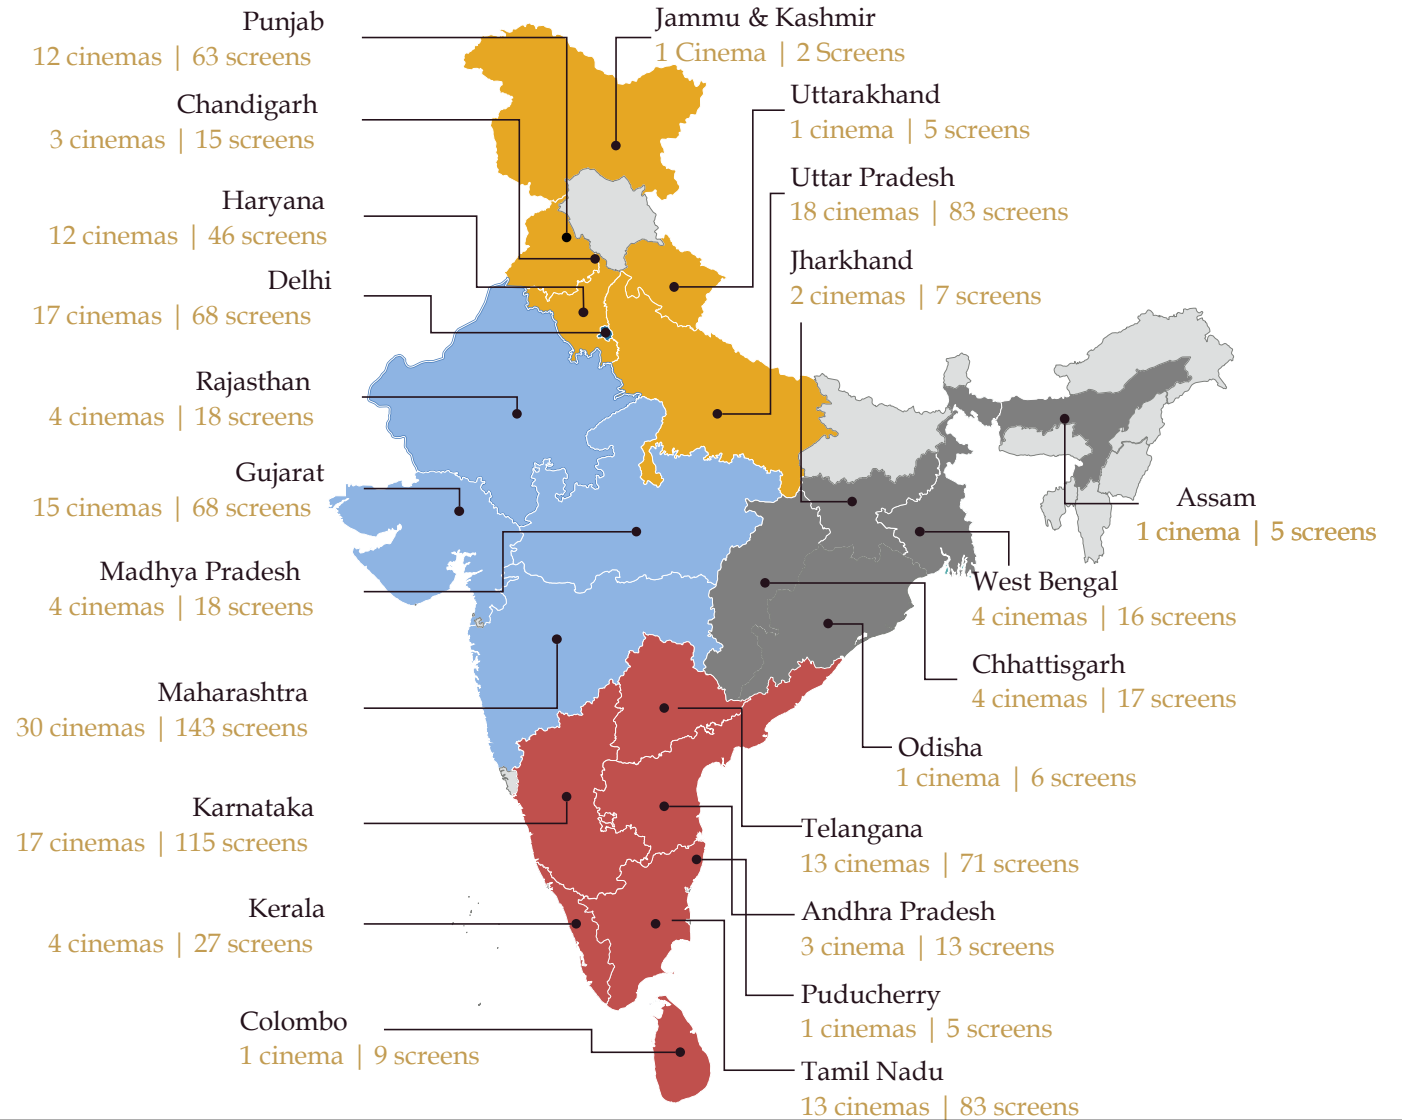 Punjab
12 cinemas | 63 screens
Chandigarh
3 cinemas | 15 screens
Haryana
12 cinemas | 46 screens
Delhi
17 cinemas | 68 screens
Rajasthan
4 cinemas | 18 screens
Gujarat
15 cinemas | 68 screens
Madhya Pradesh
4 cinemas | 18 screens
Maharashtra
30 cinemas | 143 screens
Karnataka
17 cinemas | 115 screens
Kerala
4 cinemas | 27 screens
Colombo
1 cinema | 9 screens
Jammu & Kashmir
1 Cinema | 2 Screens
Uttarakhand
1 cinema | 5 screens
Uttar Pradesh
18 cinemas | 83 screens
Jharkhand
2 cinemas | 7 screens
Assam
1 cinema | 5 screens
West Bengal
4 cinemas | 16 screens
Chhattisgarh
4 cinemas | 17 screens
Odisha
1 cinema | 6 screens
Telangana
13 cinemas | 71 screens
Andhra Pradesh
3 cinema | 13 screens
Puducherry
1 cinemas | 5 screens
Tamil Nadu
13 cinemas | 83 screens